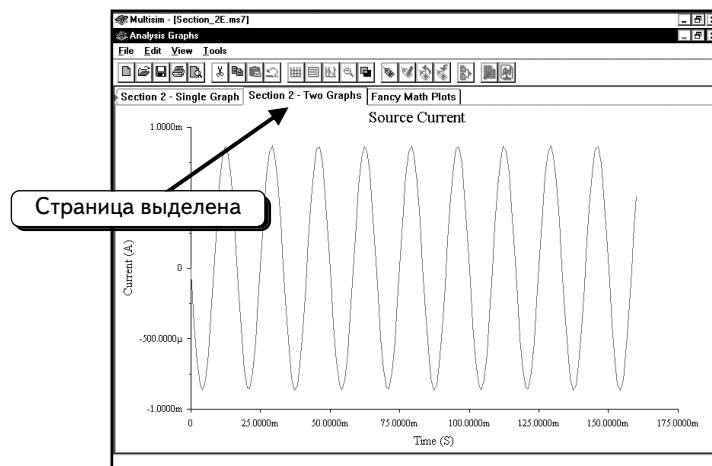 Multisim - [Section_2E.ms7]
Analysis Graphs
File Edit View Tools
Section 2 - Single Graph Section 2 - Two Graphs Fancy Math Plots
Source Current
1.0000m
Страница выделена
Current (A)
0
-500.0000µ
-1.0000m
0 25.0000m 50.0000m 75.0000m 100.0000m 125.0000m 150.0000m 175.0000m
Time (S)